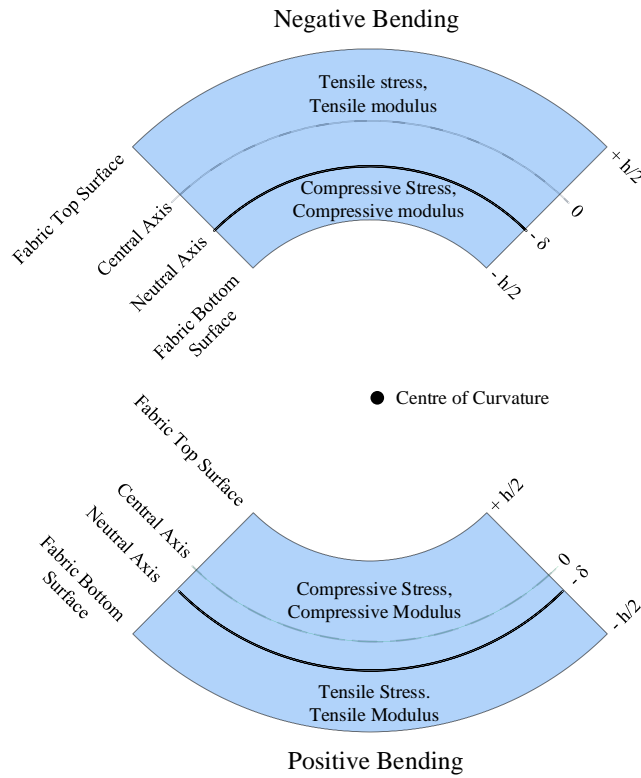 Negative Bending
Tensile stress,
Tensile modulus
Fabric Top Surface
+ h/2
Compressive Stress,
Compressive modulus
Central Axis
0
Neutral Axis
- δ
Fabric Bottom
Surface
- h/2
Centre of Curvature
Fabric Top Surface
+ h/2
Central Axis
0
Neutral Axis
- δ
Compressive Stress,
Compressive Modulus
Fabric Bottom
Surface
- h/2
Tensile Stress.
Tensile Modulus
Positive Bending